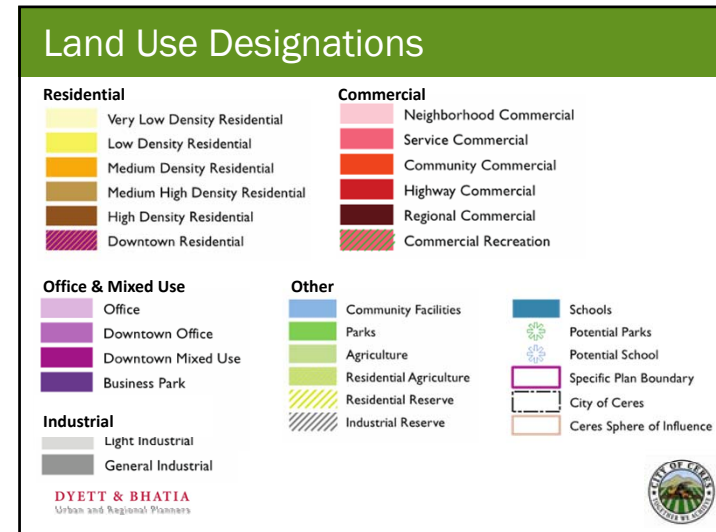 Land Use Designations
Residential
Very Low Density Residential
Low Density Residential
Medium Density Residential
Medium High Density Residential
High Density Residential
Downtown Residential
Commercial
Neighborhood Commercial
Service Commercial
Community Commercial
Highway Commercial
Regional Commercial
Commercial Recreation
Office & Mixed Use
Office
Downtown Office
Downtown Mixed Use
Business Park
Industrial
Light Industrial
General Industrial
Other
Community Facilities
Parks
Agriculture
Residential Agriculture
Residential Reserve
Industrial Reserve
Schools
Potential Parks
Potential School
Specific Plan Boundary
City of Ceres
Ceres Sphere of Influence
DYETT & BHATIA
Urban and Regional Planners
CITY OF CERES
TOGETHER WE ACHIEVE